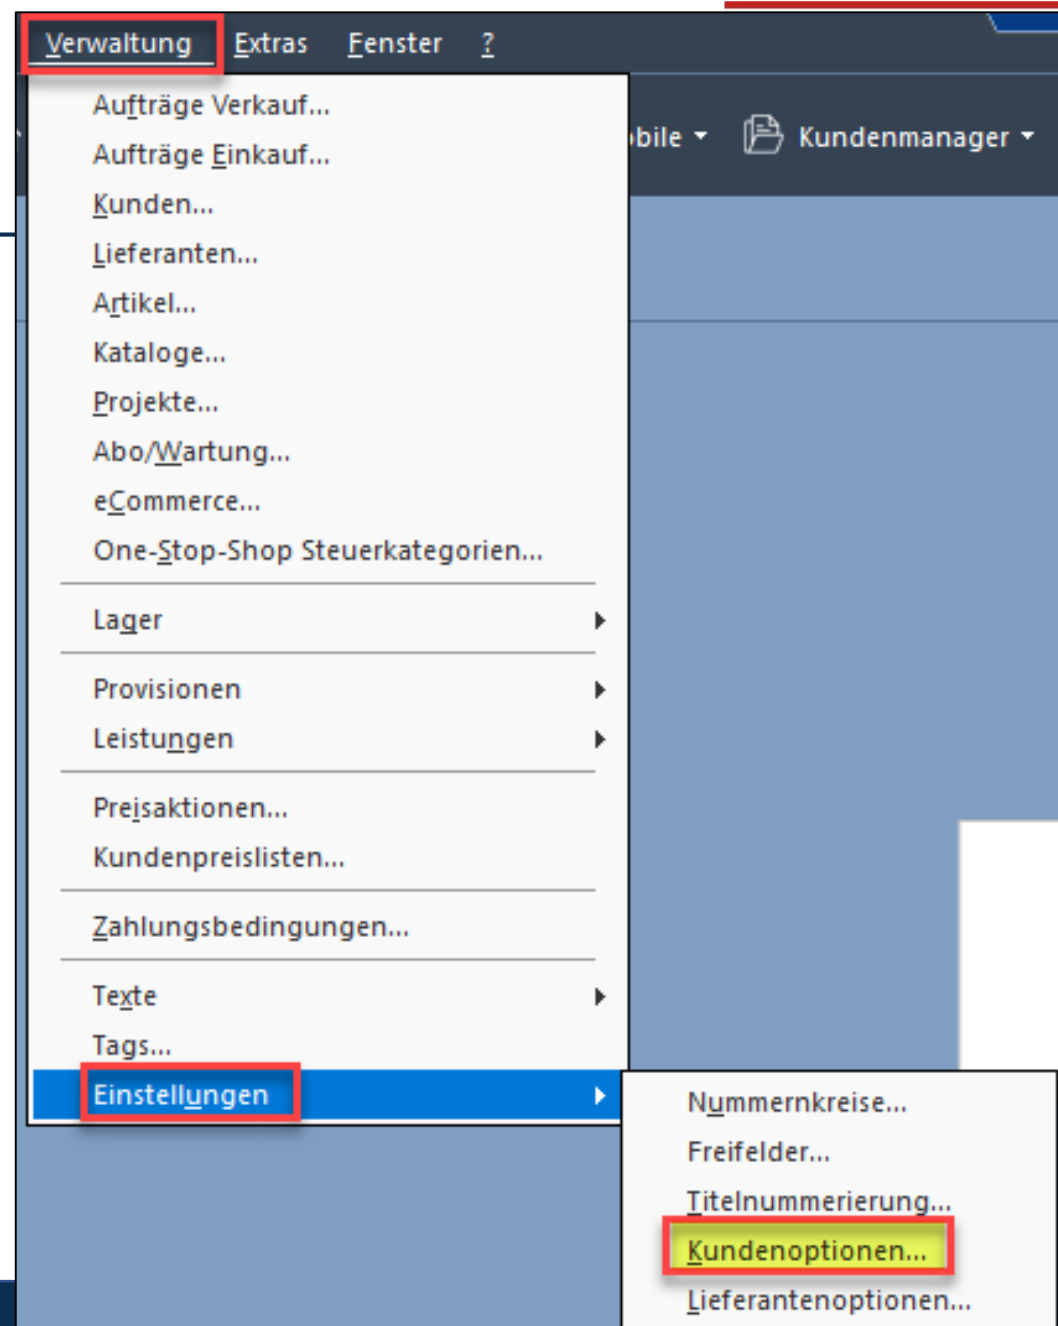 Verwaltung Extras Fenster ?
Aufträge Verkauf...
Aufträge Einkauf...
Kundenmanager
Kunden...
Lieferanten...
Artikel...
Kataloge...
Projekte...
Abo/Wartung...
eCommerce...
One-Stop-Shop Steuerkategorien...
Lager
Provisionen
Leistungen
Preisaktionen...
Kundenpreislisten...
Zahlungsbedingungen...
Texte
Tags...
Einstellungen
Nummernkreise...
Freifelder...
Titelnummerierung...
Kundenoptionen...
Lieferantenoptionen...